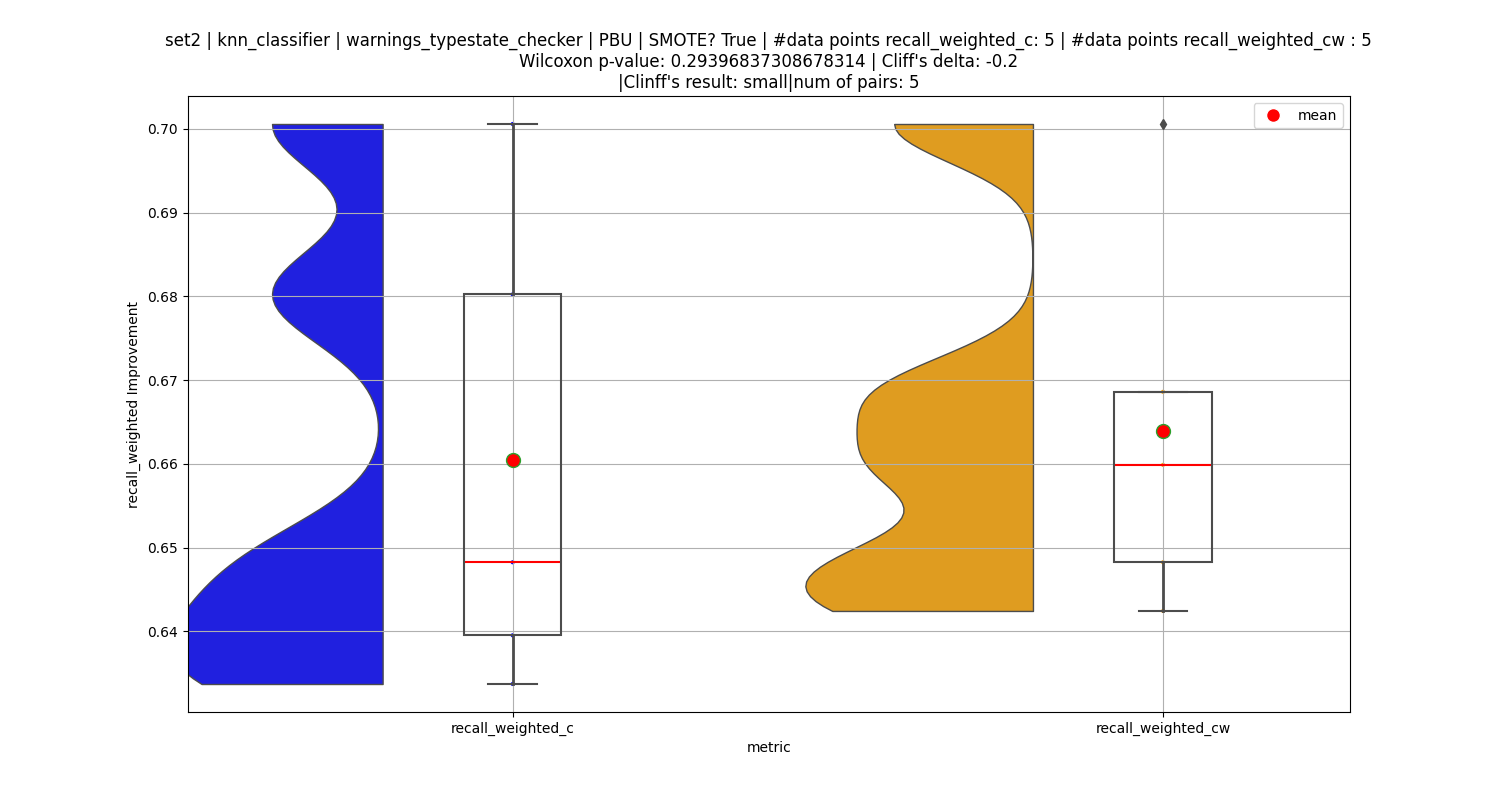 set2 | knn_classifier | warnings_typestate_checker | PBU | SMOTE? True | #data points recall_weighted_c: 5 | #data points recall_weighted_cw : 5
Wilcoxon p-value: 0.29396837308678314 | Cliff's delta: -0.2
|Clinff's result: small|num of pairs: 5
mean
0.70
0.69
0.68
0.67
0.66
0.65
0.64
recall_weighted Improvement
recall_weighted_c
recall_weighted_cw
metric